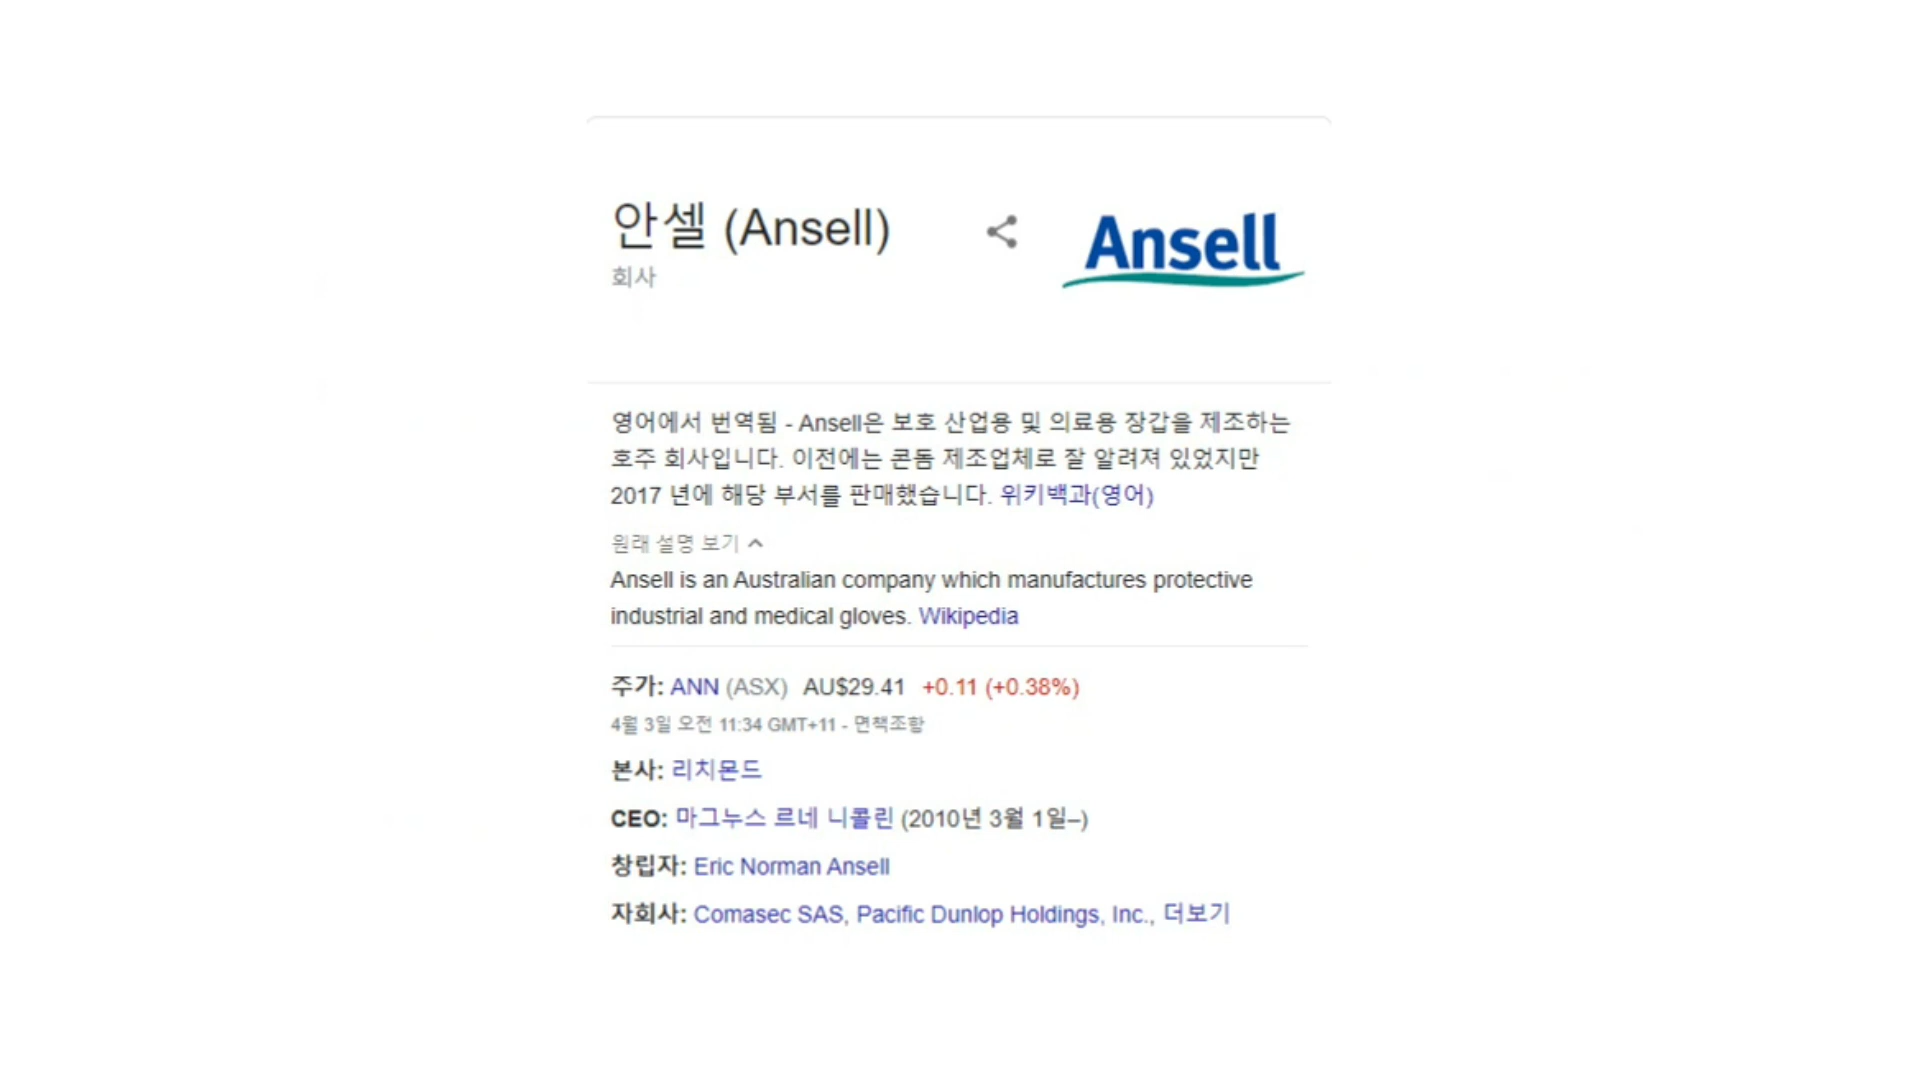 안셀 (Ansell)
회사
Ansell
영어에서 번역됨 - Ansell은 보호 산업용 및 의료용 장갑을 제조하는
호주 회사입니다. 이전에는 콘돔 제조업체로 잘 알려져 있었지만
2017 년에 해당 부서를 판매했습니다. 위키백과(영어)
원래 설명 보기
Ansell is an Australian company which manufactures protective
industrial and medical gloves. Wikipedia
주가: ANN (ASX) AU$29.41 +0.11 (+0.38%)
4월 3일 오전 11:34 GMT+11 - 면책조항
본사: 리치몬드
CEO: 마그누스 르네 니콜린 (2010년 3월 1일–)
창립자: Eric Norman Ansell
자회사: Comasec SAS, Pacific Dunlop Holdings, Inc., 더보기